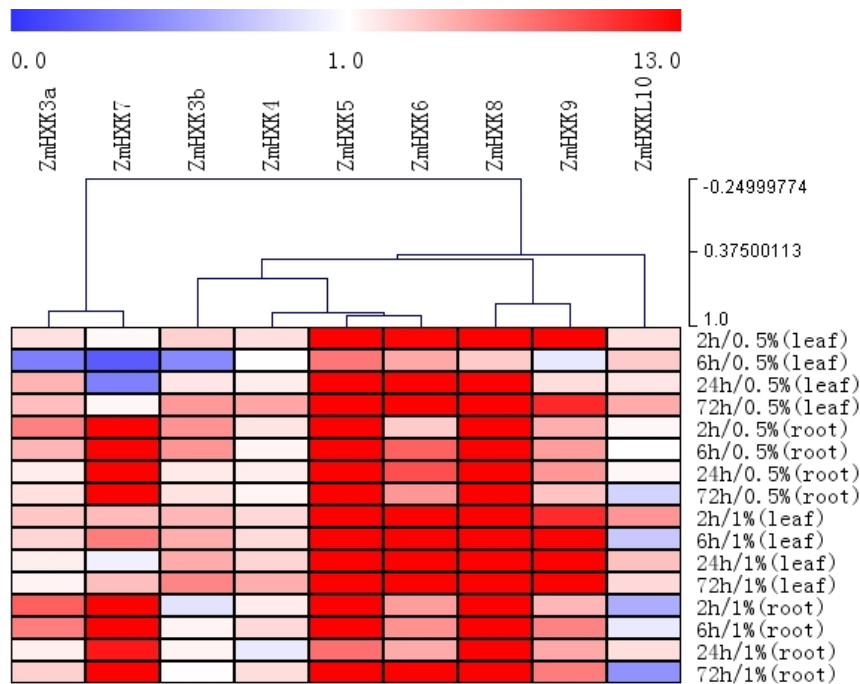 0.0 1.0 13.0
ZmHXK3a
ZmHXK7
ZmHXK3b
ZmHXK4
ZmHXK5
ZmHXK6
ZmHXK8
ZmHXK9
ZmHXKL10
-0.24999774
0.37500113
1.0
2h/0.5%(leaf)
6h/0.5%(leaf)
24h/0.5%(leaf)
72h/0.5%(leaf)
2h/0.5%(root)
6h/0.5%(root)
24h/0.5%(root)
72h/0.5%(root)
2h/1%(leaf)
6h/1%(leaf)
24h/1%(leaf)
72h/1%(leaf)
2h/1%(root)
6h/1%(root)
24h/1%(root)
72h/1%(root)